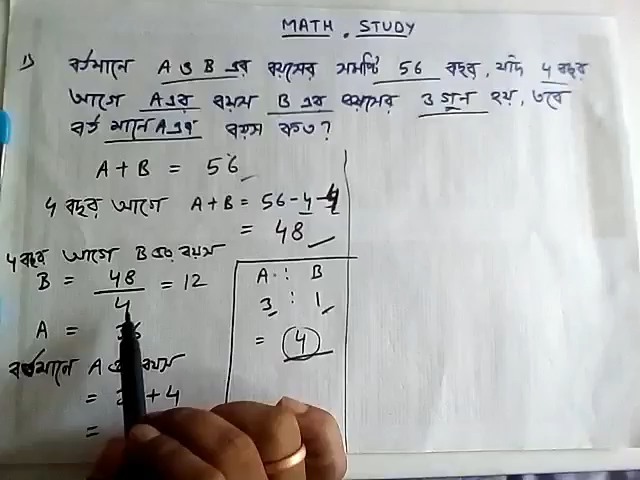 MATH . STUDY
1) বর্তমানে A ও B এর বয়সের সমষ্টি 56 বছর, যদি 4 বছর
আগে A এর বয়স B এর বয়সের 3 গুন হয়, তবে
বর্তমানে A এর বয়স কত?
A + B = 56
4 বছর আগে A + B = 56 - 4 - 4
= 48
4 বছর আগে B এর বয়স
B = 48/4 = 12
A : B
3 : 1
= 4
A =
বর্তমানে A বয়স
= + 4
=